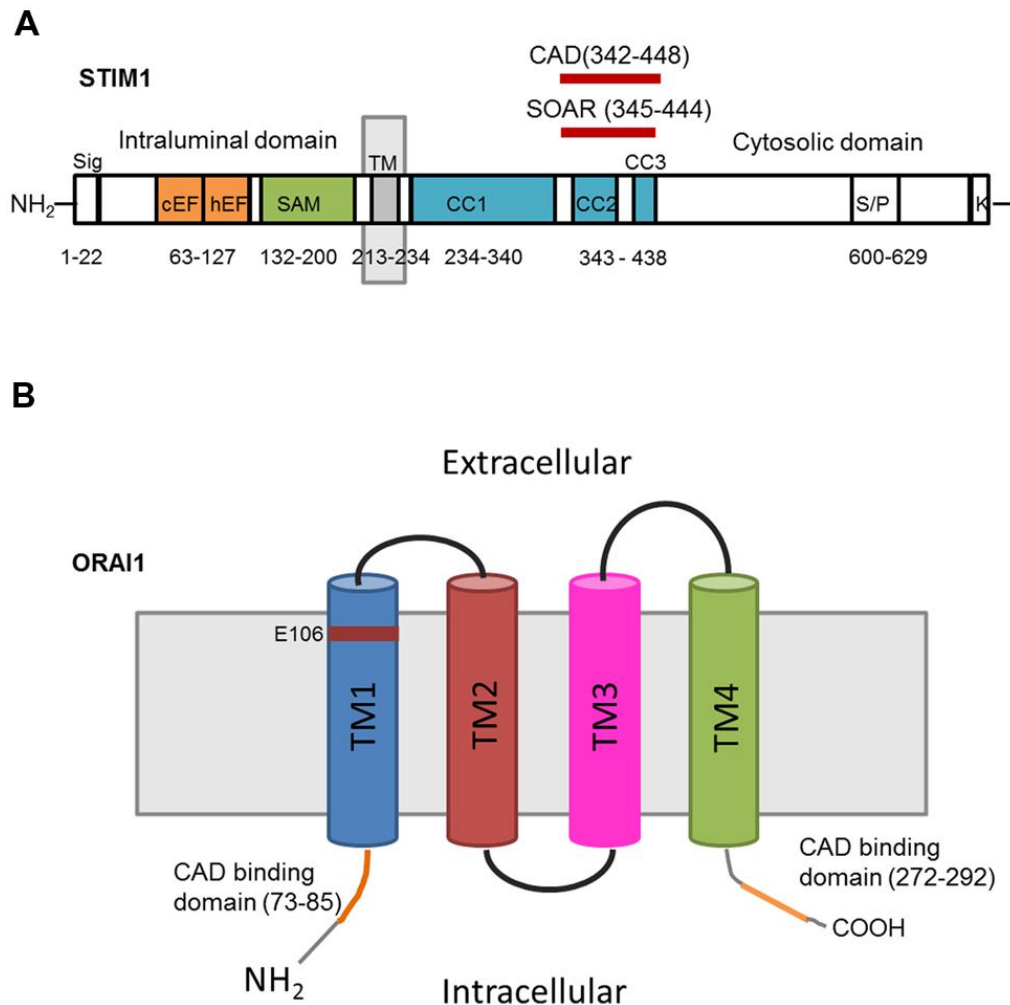 A
CAD(342-448)
STIM1
SOAR (345-444)
Intraluminal domain
Cytosolic domain
Sig
TM
CC3
NH2
cEF
hEF
SAM
CC1
CC2
S/P
K
1-22
63-127
132-200
213-234
234-340
343 - 438
600-629
B
Extracellular
ORAI1
E106
TM1
TM2
TM3
TM4
CAD binding
domain (73-85)
CAD binding
domain (272-292)
COOH
NH2
Intracellular